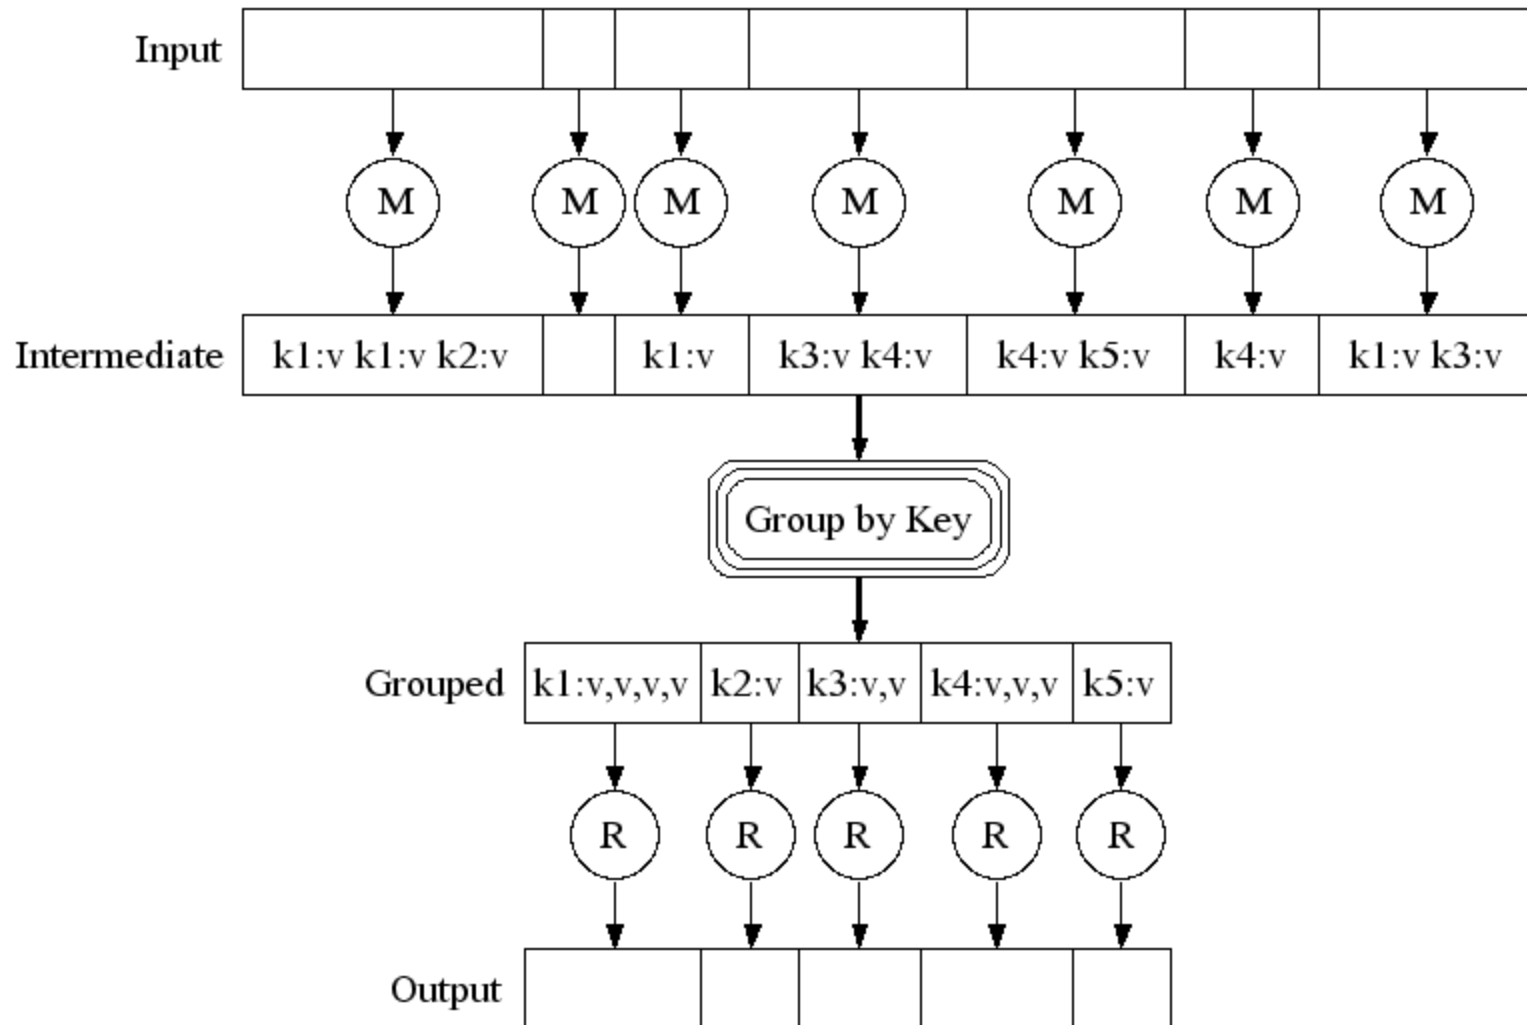 Input
M M M M M M M
Intermediate k1:v k1:v k2:v k1:v k3:v k4:v k4:v k5:v k4:v k1:v k3:v
Group by Key
Grouped k1:v,v,v,v k2:v k3:v,v k4:v,v,v k5:v
R R R R R
Output